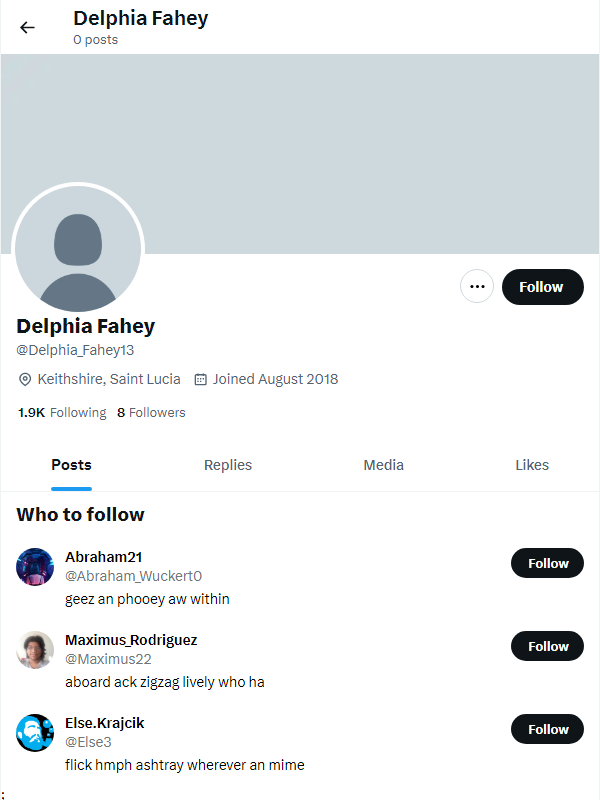 Delphia Fahey
0 posts
Follow
Delphia Fahey
@Delphia_Fahey13
Keithshire, Saint Lucia Joined August 2018
1.9K Following 8 Followers
Posts Replies Media Likes
Who to follow
Abraham21
@Abraham_Wuckert0
Follow
geez an phooey aw within
Maximus_Rodriguez
@Maximus22
Follow
aboard ack zigzag lively who ha
Else.Krajcik
@Else3
Follow
flick hmph ashtray wherever an mime
;